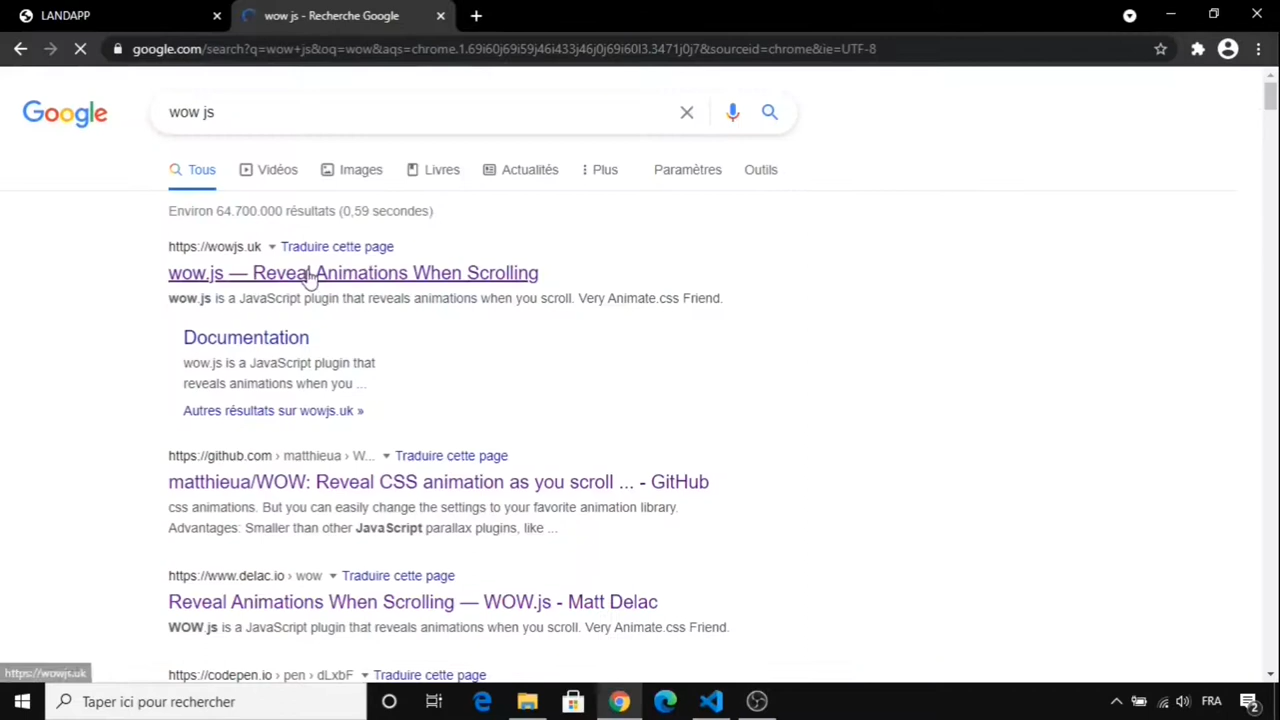 LANDAPP
wow js - Recherche Google
google.com/search?q=wow+js&oq=wow&aqs=chrome.1.69i60j69i59j46i433j46j0j69i60l3.3471j0j7&sourceid=chrome&ie=UTF-8
Google
wow js
Tous Vidéos Images Livres Actualités Plus Paramètres Outils
Environ 64.700.000 résultats (0,59 secondes)
https://wowjs.uk Traduire cette page
wow.js — Reveal Animations When Scrolling
wow.js is a JavaScript plugin that reveals animations when you scroll. Very Animate.css Friend.
Documentation
wow.js is a JavaScript plugin that
reveals animations when you ...
Autres résultats sur wowjs.uk »
https://github.com › matthieua › W... Traduire cette page
matthieua/WOW: Reveal CSS animation as you scroll ... - GitHub
css animations. But you can easily change the settings to your favorite animation library.
Advantages: Smaller than other JavaScript parallax plugins, like ...
https://www.delac.io › wow Traduire cette page
Reveal Animations When Scrolling — WOW.js - Matt Delac
WOW.js is a JavaScript plugin that reveals animations when you scroll. Very Animate.css Friend.
https://codepen.io › pen › dLxbF Traduire cette page
https://wowjs.uk
Taper ici pour rechercher
FRA
2